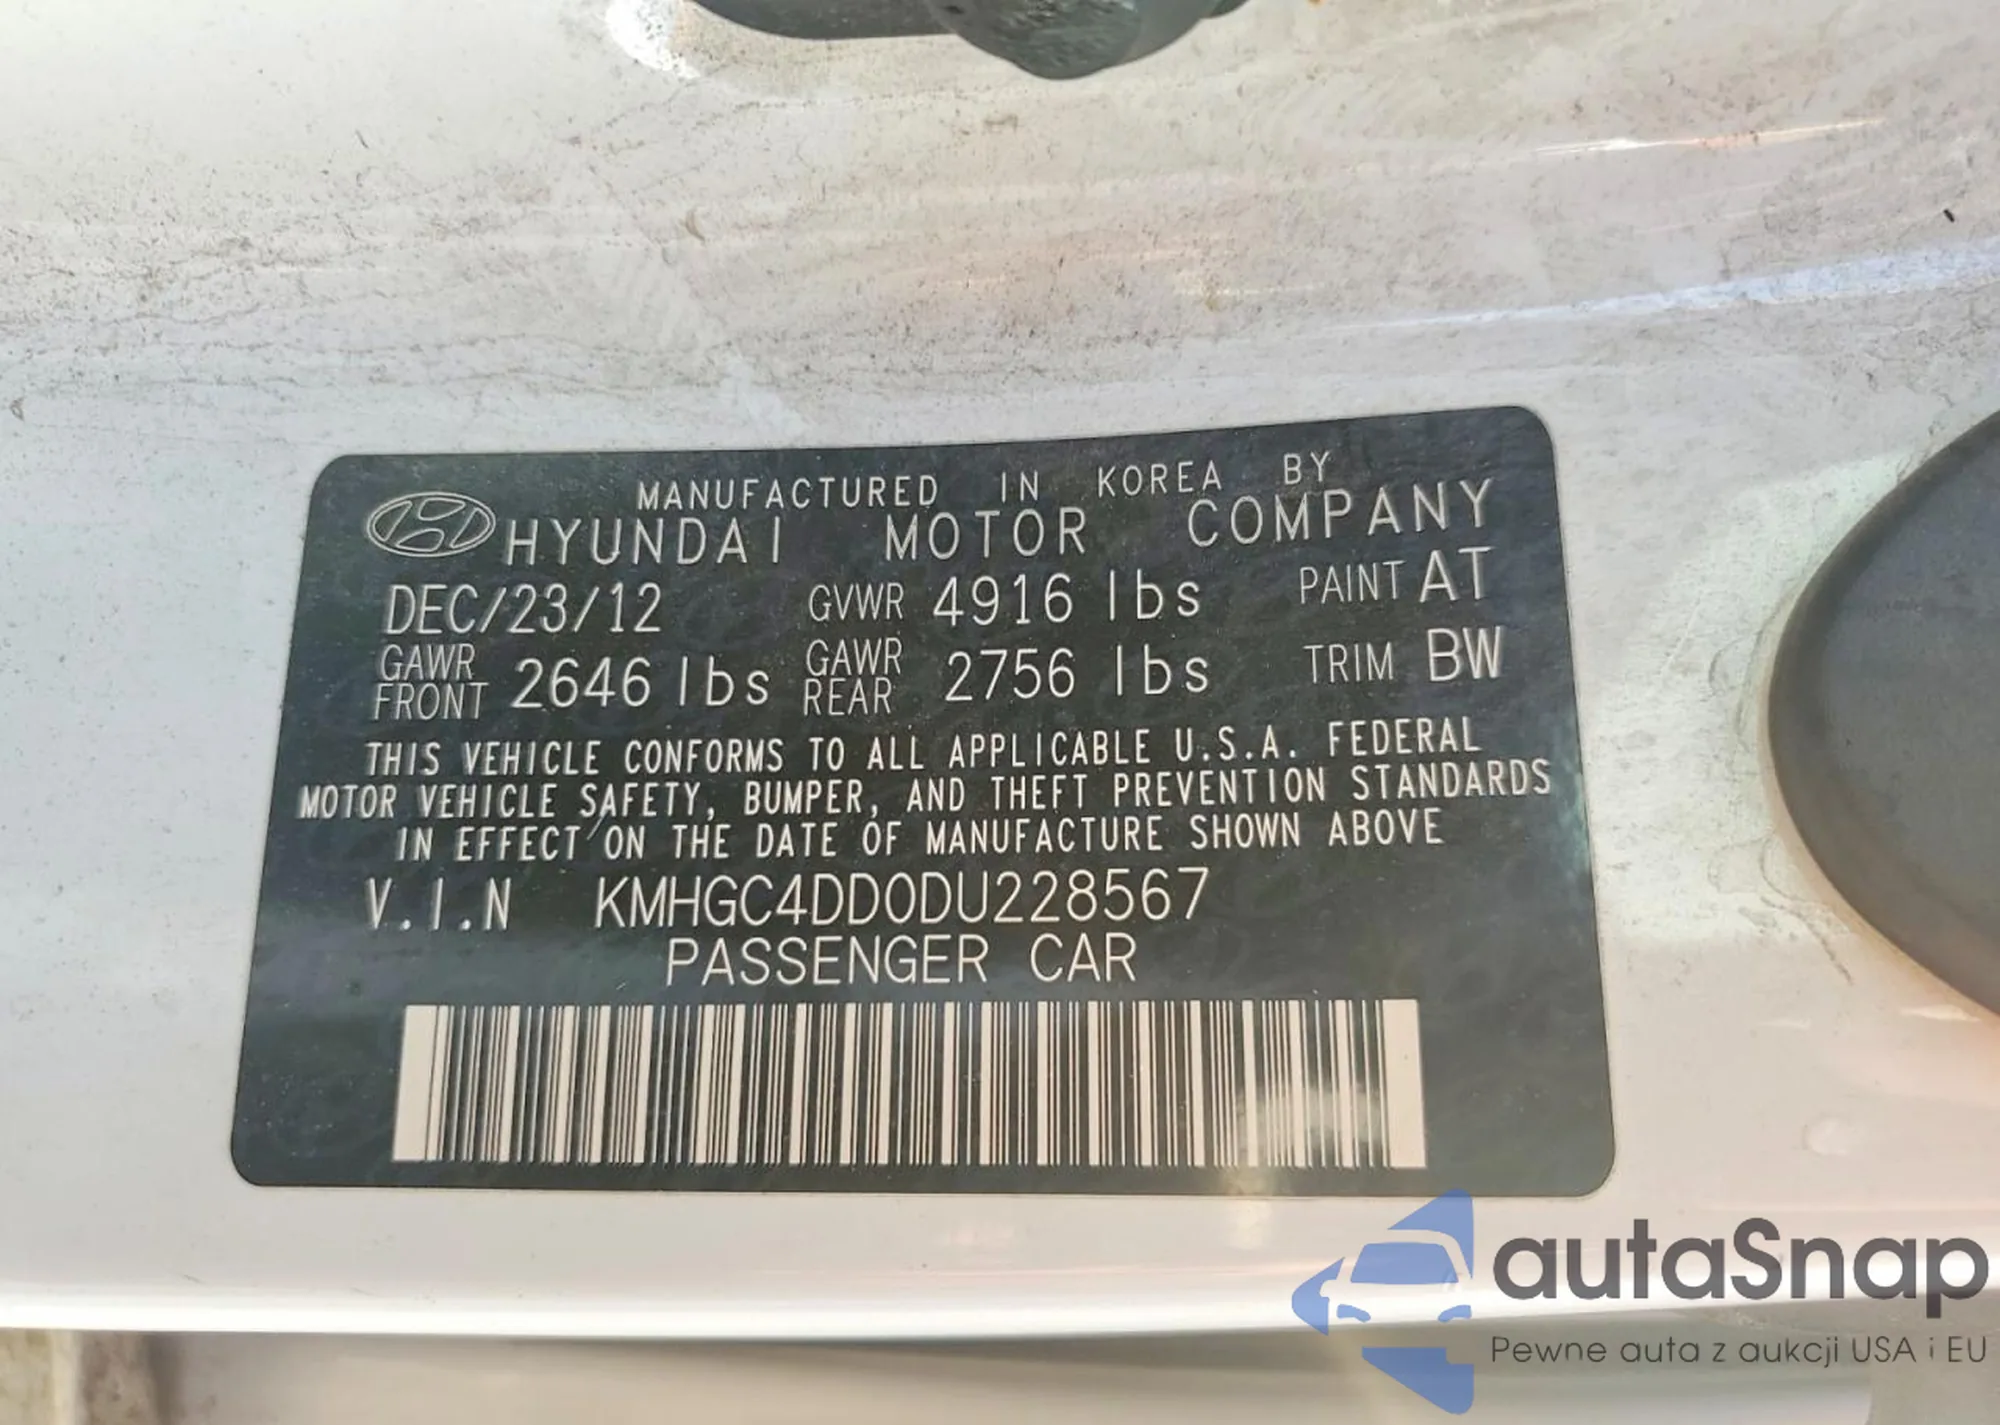 MANUFACTURED IN KOREA BY
HYUNDAI MOTOR COMPANY
DEC/23/12 GVWR 4916 lbs PAINT AT
GAWR FRONT 2646 lbs GAWR REAR 2756 lbs TRIM BW
THIS VEHICLE CONFORMS TO ALL APPLICABLE U.S.A. FEDERAL
MOTOR VEHICLE SAFETY, BUMPER, AND THEFT PREVENTION STANDARDS
IN EFFECT ON THE DATE OF MANUFACTURE SHOWN ABOVE
V.I.N KMHGC4DD0DU228567
PASSENGER CAR
autaSnap
Pewne auta z aukcji USA i EU